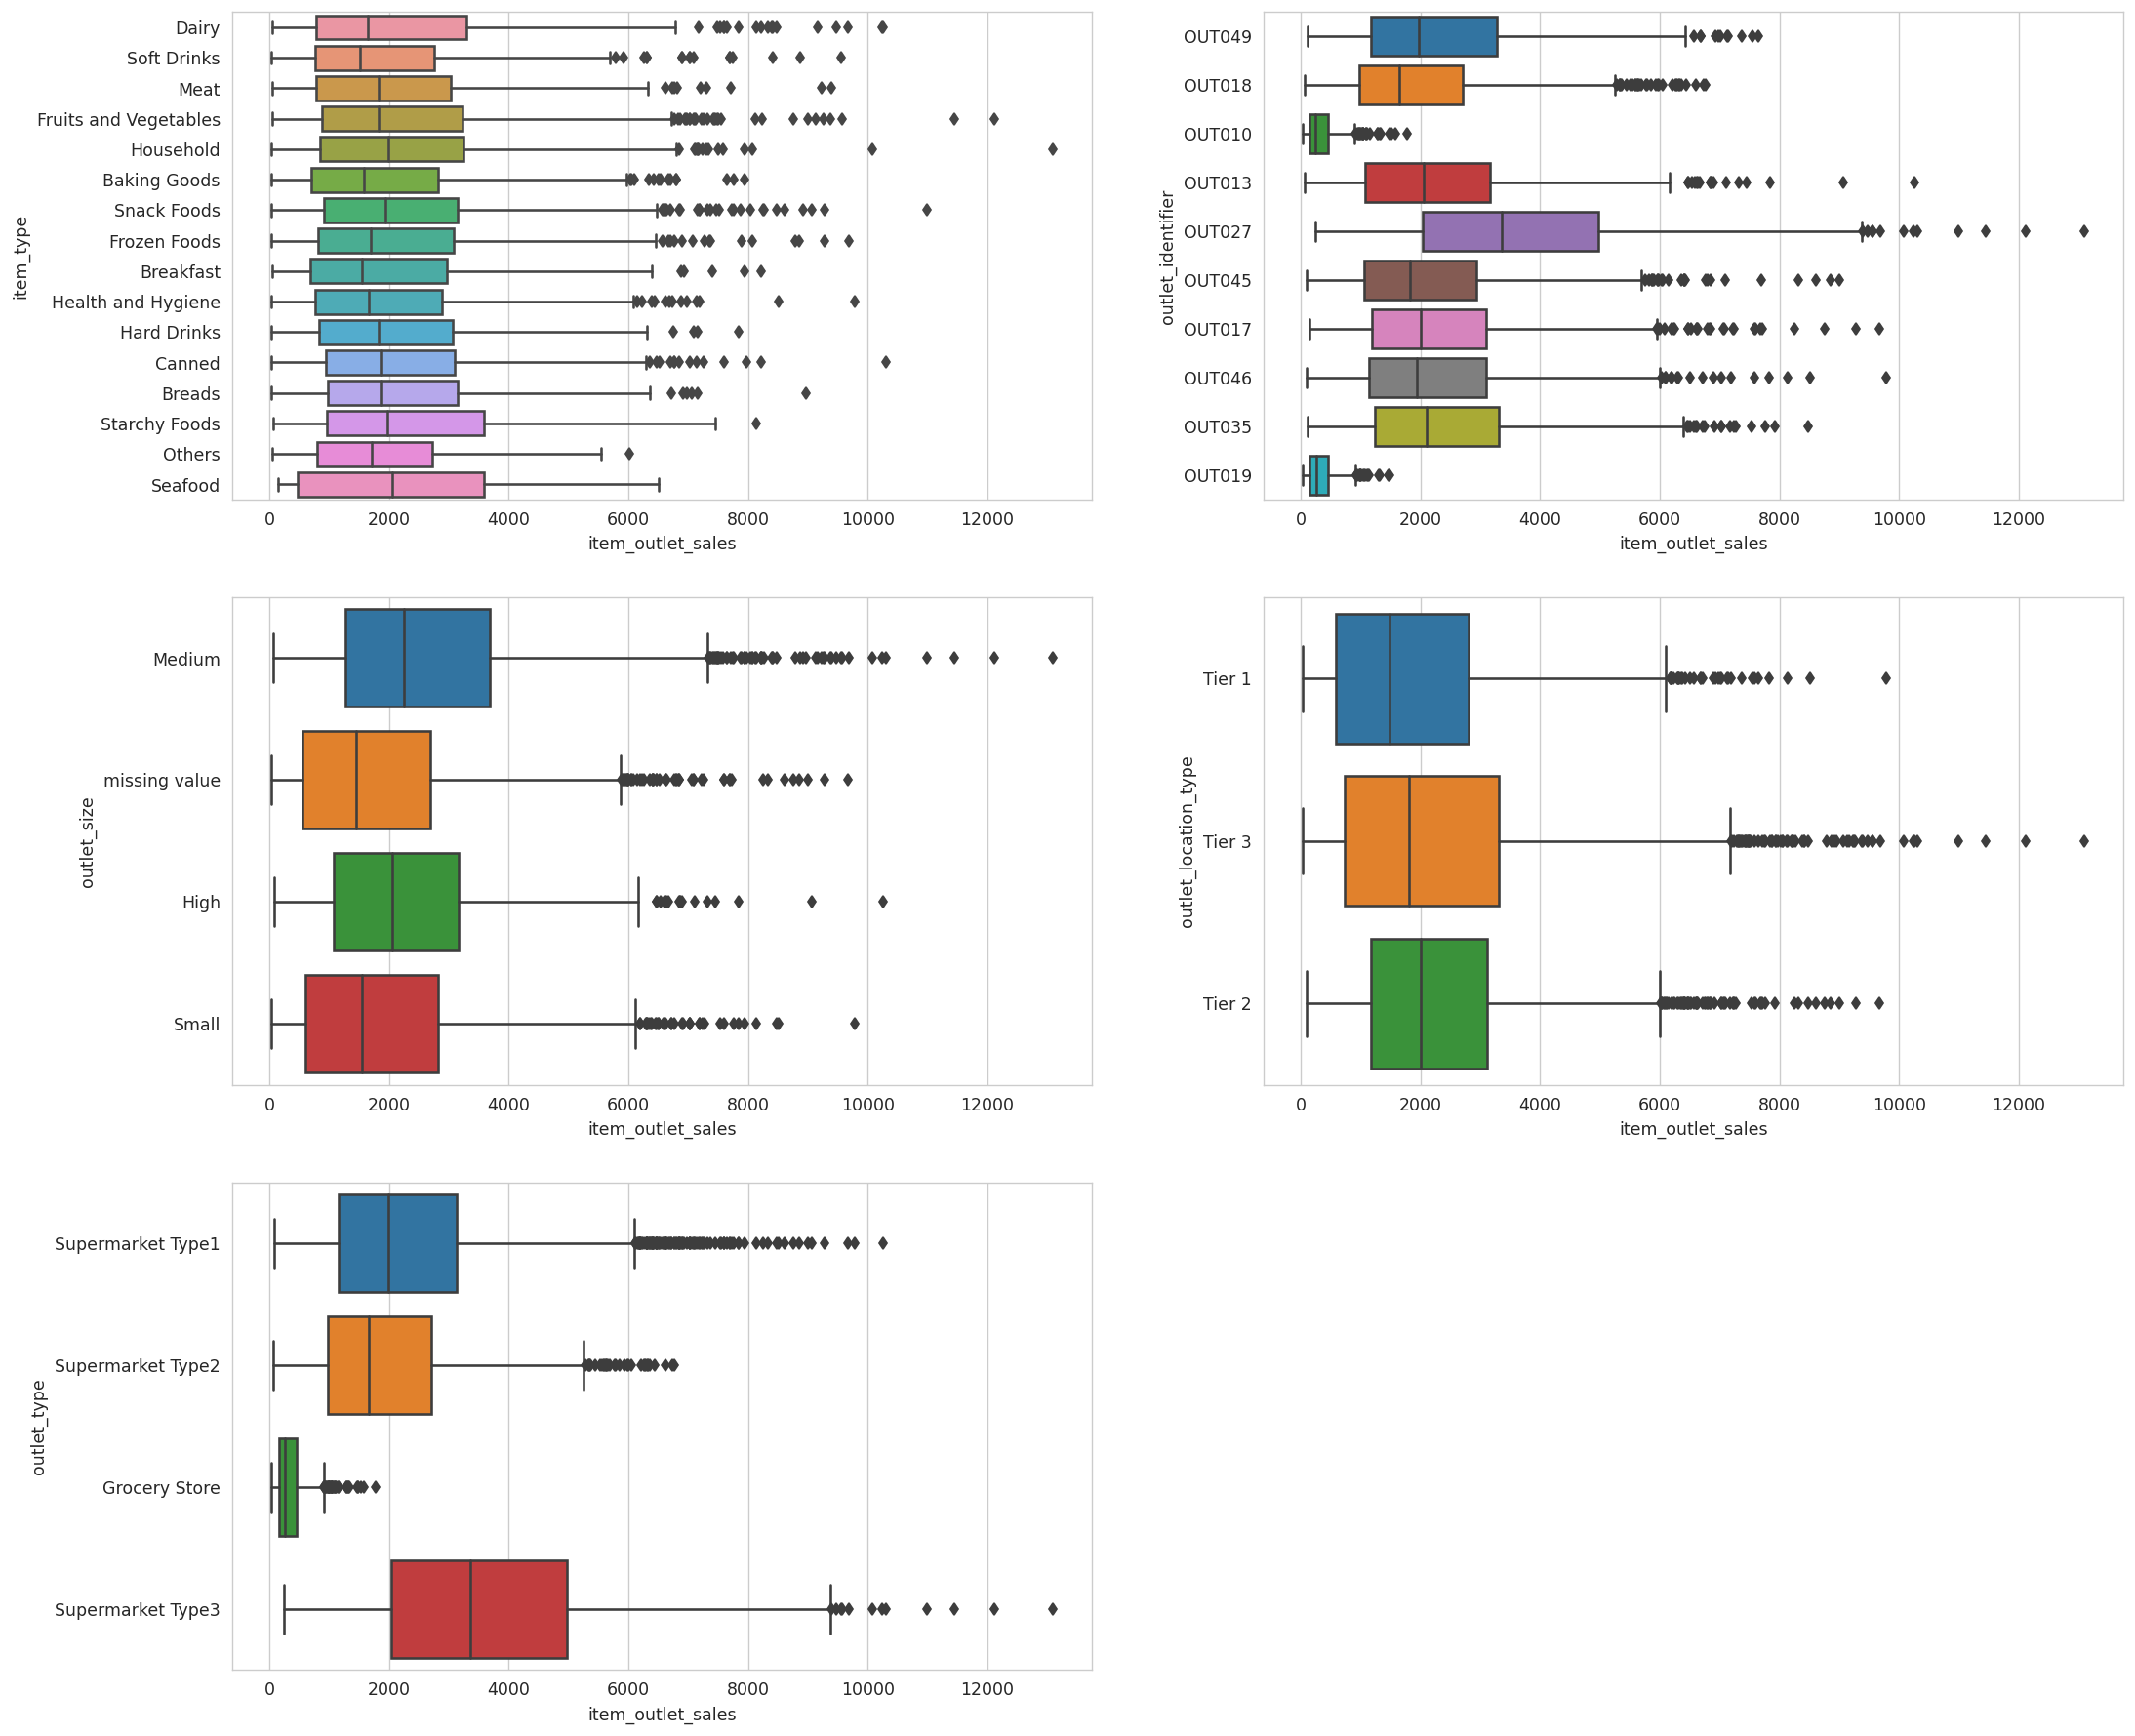 item_type
Dairy
Soft Drinks
Meat
Fruits and Vegetables
Household
Baking Goods
Snack Foods
Frozen Foods
Breakfast
Health and Hygiene
Hard Drinks
Canned
Breads
Starchy Foods
Others
Seafood
0 2000 4000 6000 8000 10000 12000
item_outlet_sales
outlet_identifier
OUT049
OUT018
OUT010
OUT013
OUT027
OUT045
OUT017
OUT046
OUT035
OUT019
0 2000 4000 6000 8000 10000 12000
item_outlet_sales
outlet_size
Medium
missing value
High
Small
0 2000 4000 6000 8000 10000 12000
item_outlet_sales
outlet_location_type
Tier 1
Tier 3
Tier 2
0 2000 4000 6000 8000 10000 12000
item_outlet_sales
outlet_type
Supermarket Type1
Supermarket Type2
Grocery Store
Supermarket Type3
0 2000 4000 6000 8000 10000 12000
item_outlet_sales